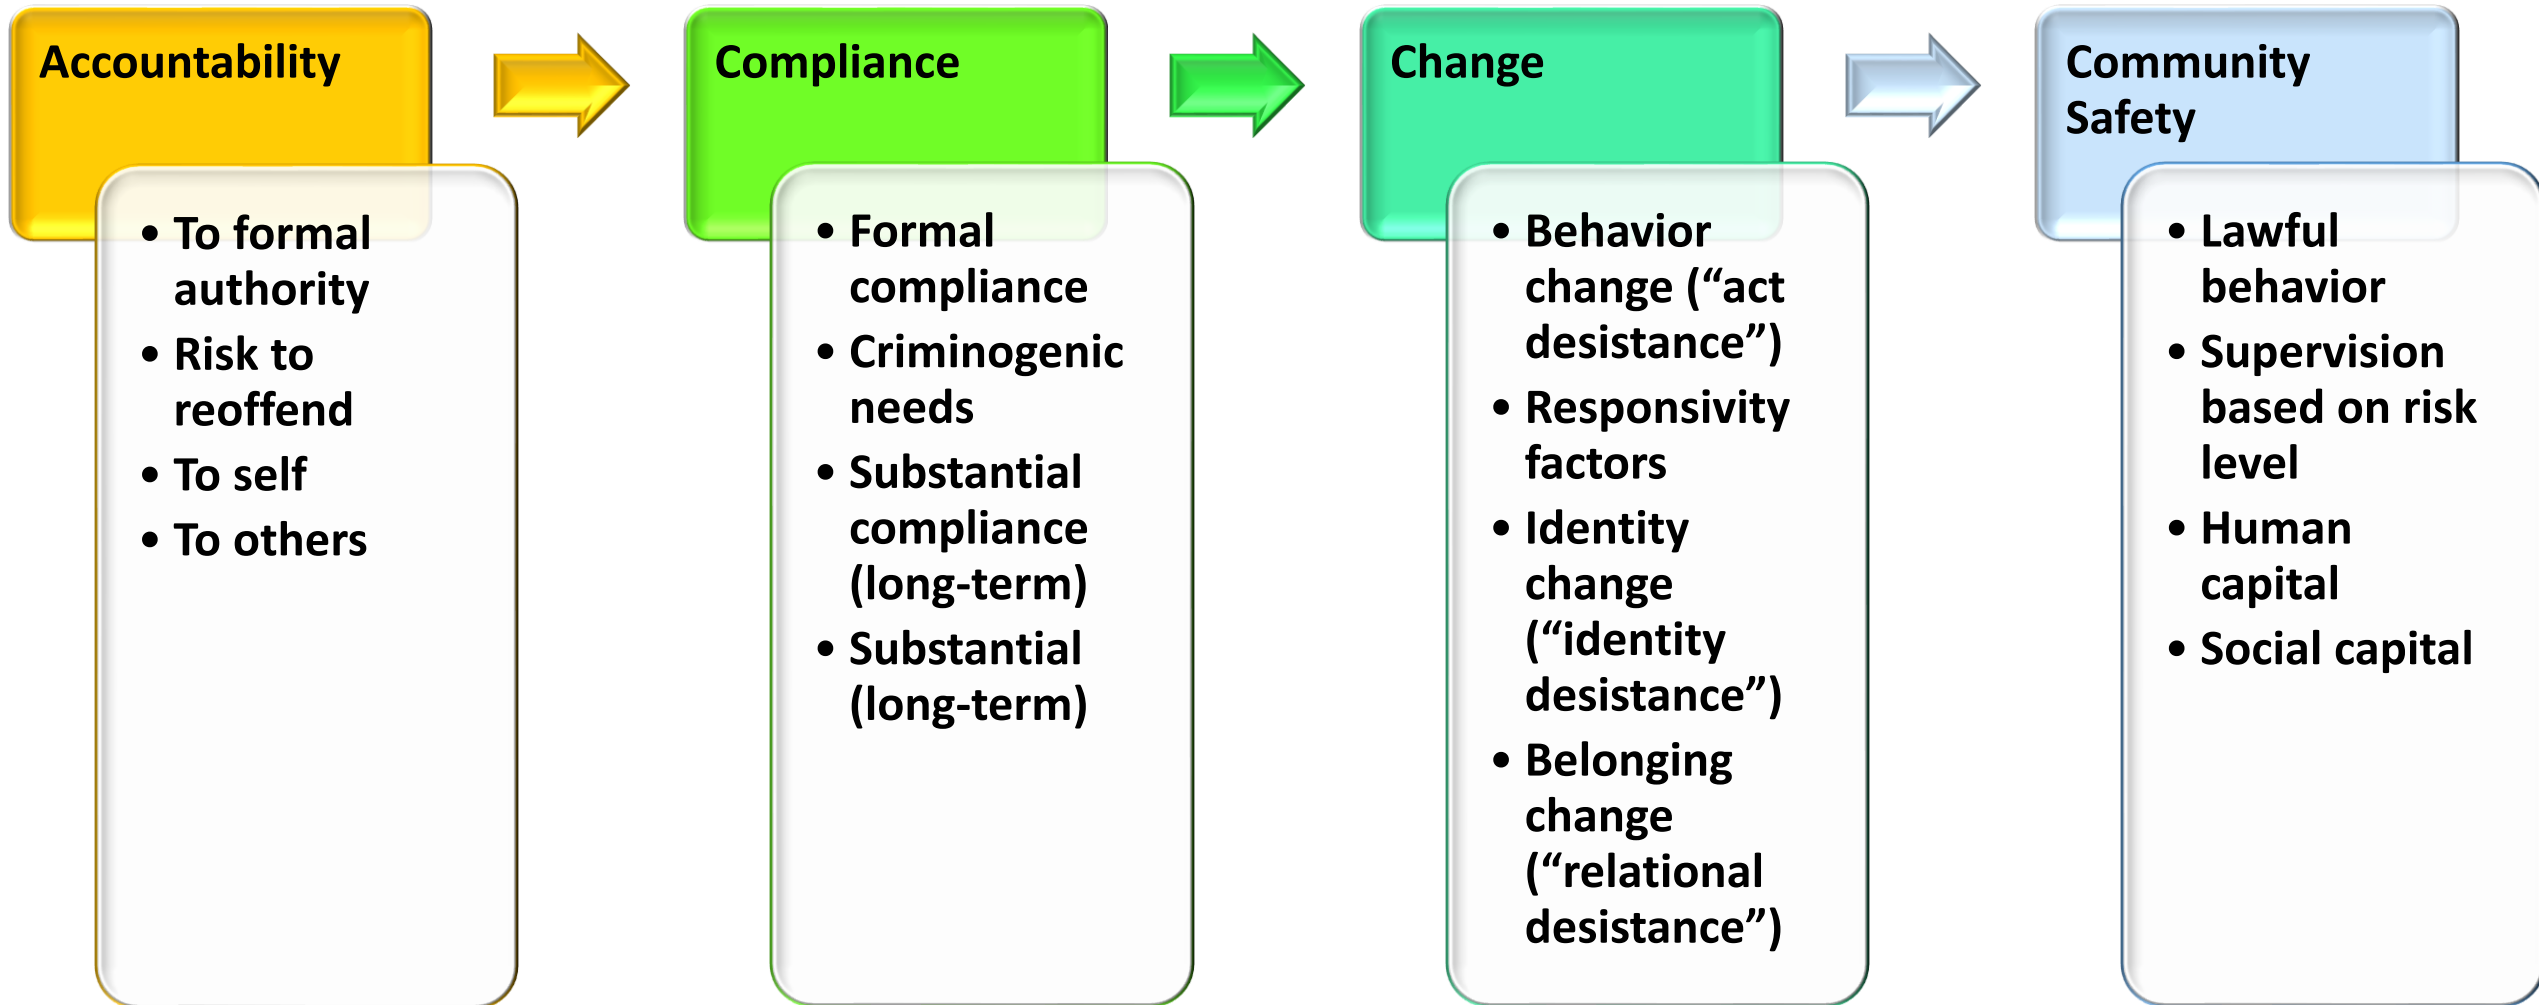 Accountability
• To formal
authority
• Risk to
reoffend
• To self
• To others
Compliance
• Formal
compliance
• Criminogenic
needs
• Substantial
compliance
(long-term)
• Substantial
(long-term)
Change
• Behavior
change (“act
desistance”)
• Responsivity
factors
• Identity
change
(“identity
desistance”)
• Belonging
change
(“relational
desistance”)
Community
Safety
• Lawful
behavior
• Supervision
based on risk
level
• Human
capital
• Social capital